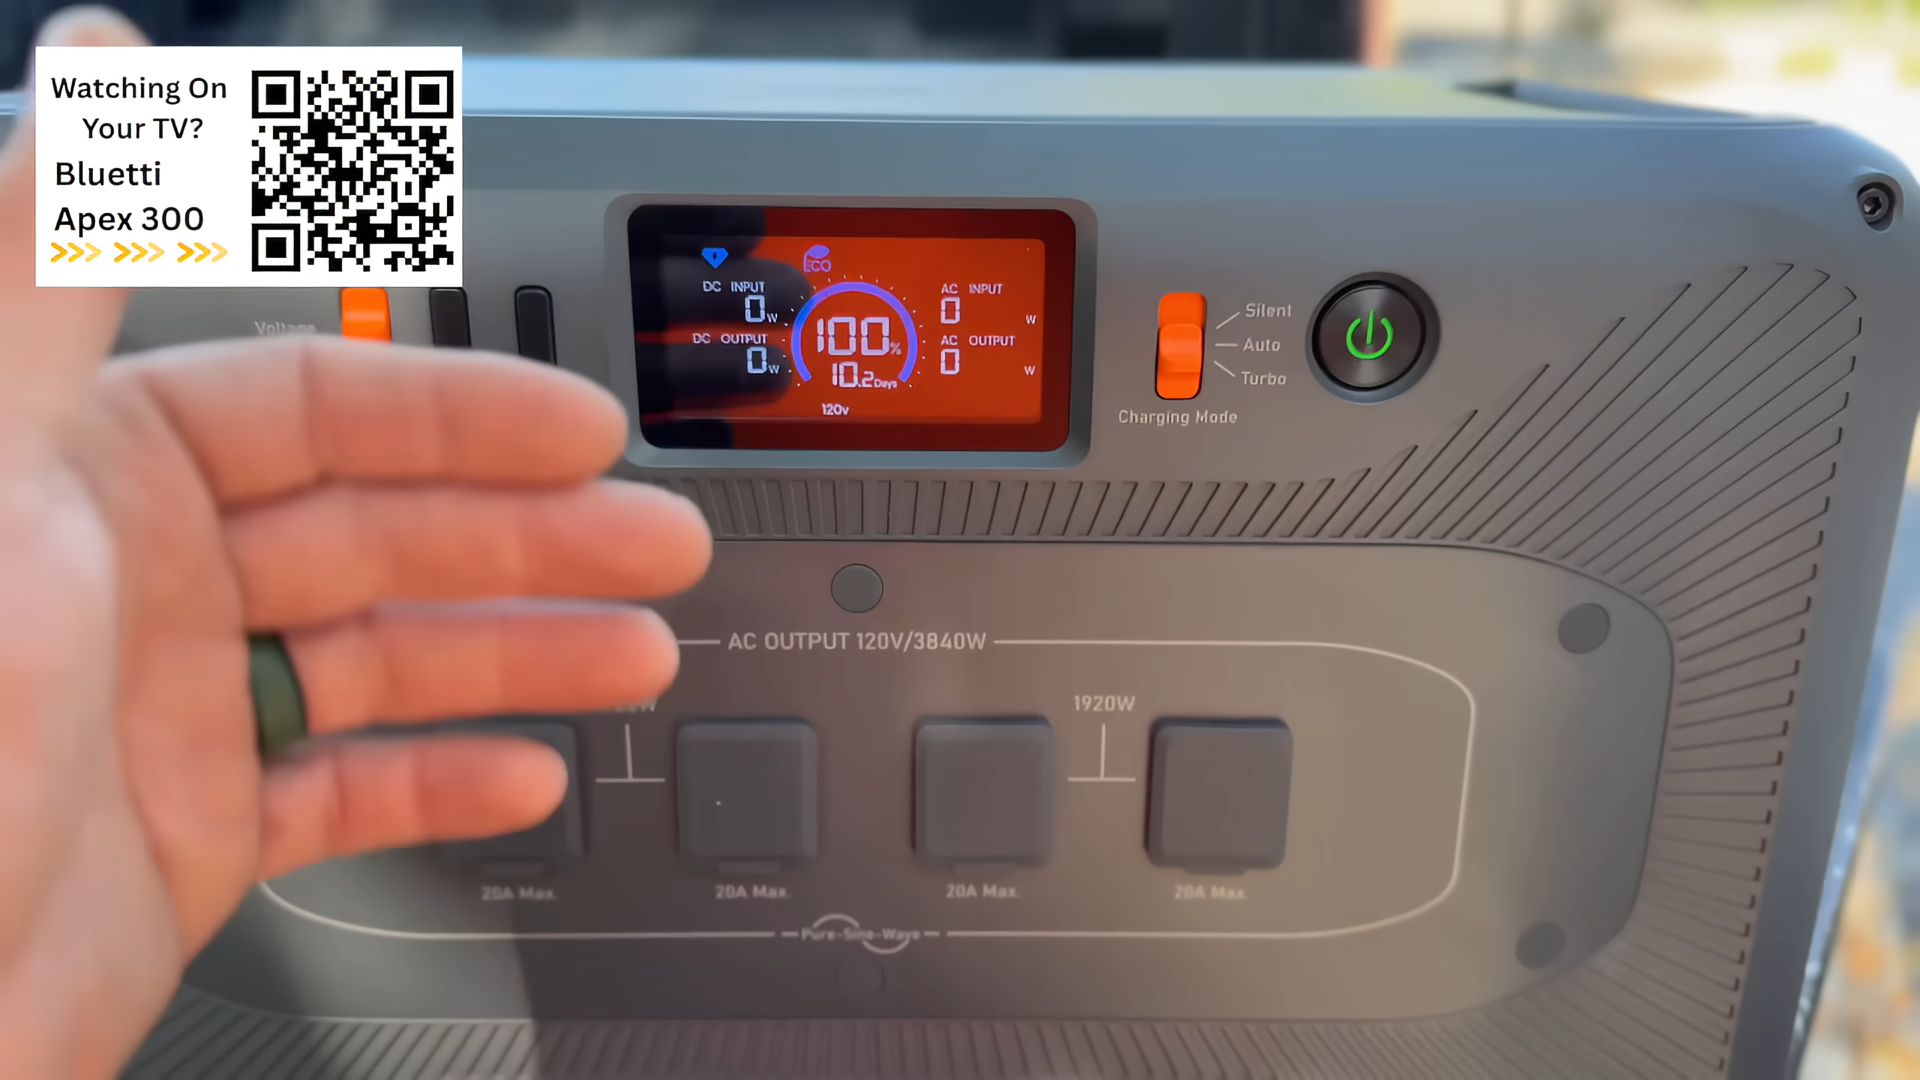 Watching On
Your TV?
Bluetti
Apex 300
Voltage
ECO
DC INPUT
0W
DC OUTPUT
0W
100%
10.2Days
120v
AC INPUT
0 W
AC OUTPUT
0 W
Silent
Auto
Turbo
Charging Mode
AC OUTPUT 120V/3840W
1920W
20A Max.
20A Max.
20A Max.
20A Max.
Pure-Sine-Wave